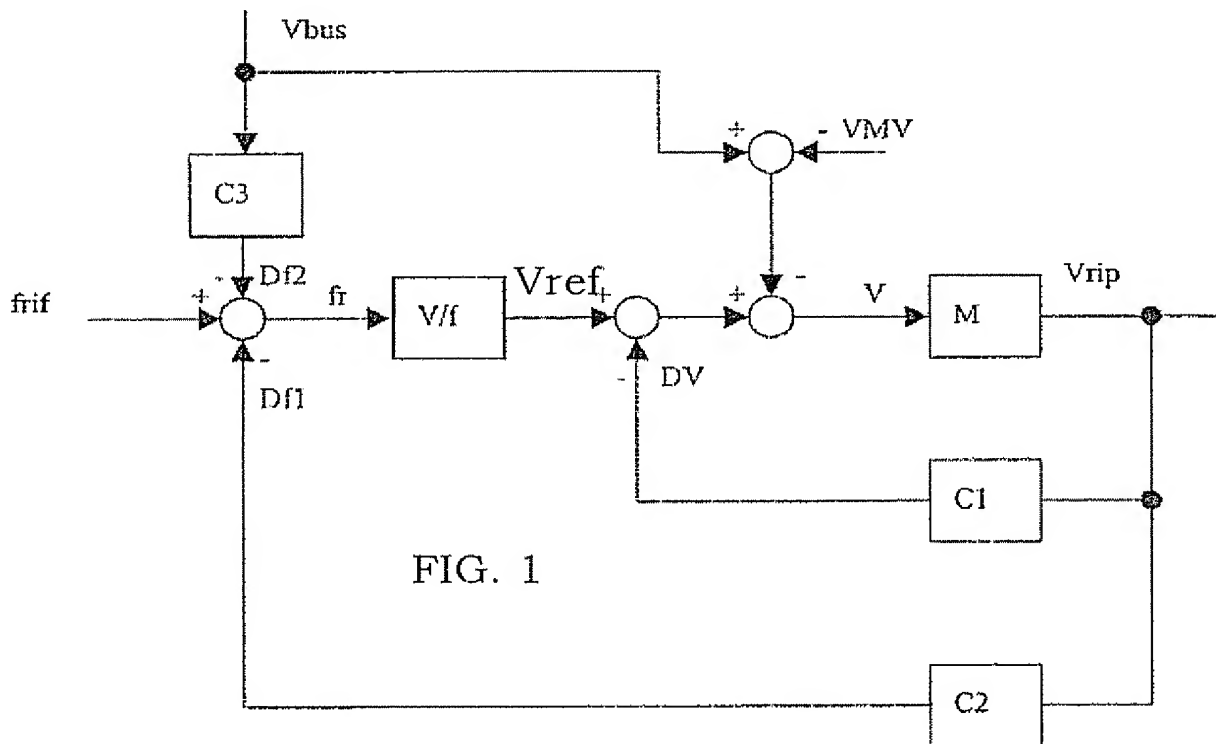 Vbus
+
- VMV
C3
- Df2
-
frif
+
fr
V/f
Vref
+
+
V
M
Vrip
-
Df1
-
DV
C1
FIG. 1
C2